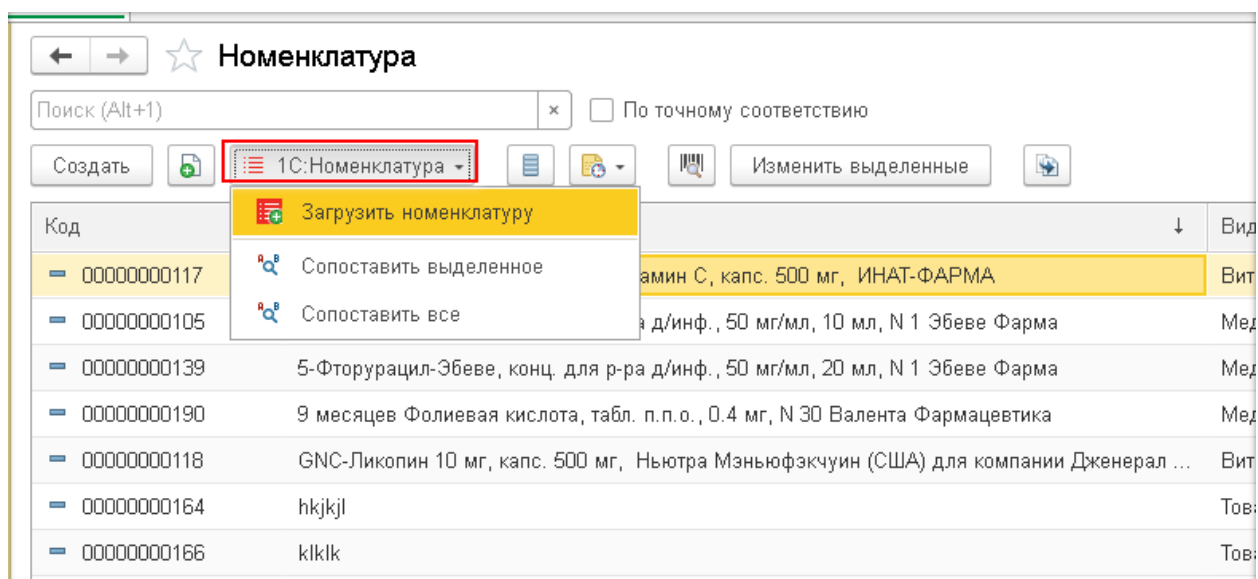 Номенклатура
Поиск (Alt+1) × По точному соответствию
Создать 1С:Номенклатура Изменить выделенные
Загрузить номенклатуру
Сопоставить выделенное
Сопоставить все
Код ↓ Вид
00000000117 амин С, капс. 500 мг, ИНАТ-ФАРМА Вит
00000000105 а д/инф., 50 мг/мл, 10 мл, N 1 Эбеве Фарма Мед
00000000139 5-Фторурацил-Эбеве, конц. для р-ра д/инф., 50 мг/мл, 20 мл, N 1 Эбеве Фарма Мед
00000000190 9 месяцев Фолиевая кислота, табл. п.п.о., 0.4 мг, N 30 Валента Фармацевтика Мед
00000000118 GNC-Ликопин 10 мг, капс. 500 мг, Ньютра Мэньюфэкчуин (США) для компании Дженерал ... Вит
00000000164 hkjkjl Това
00000000166 klklk Това